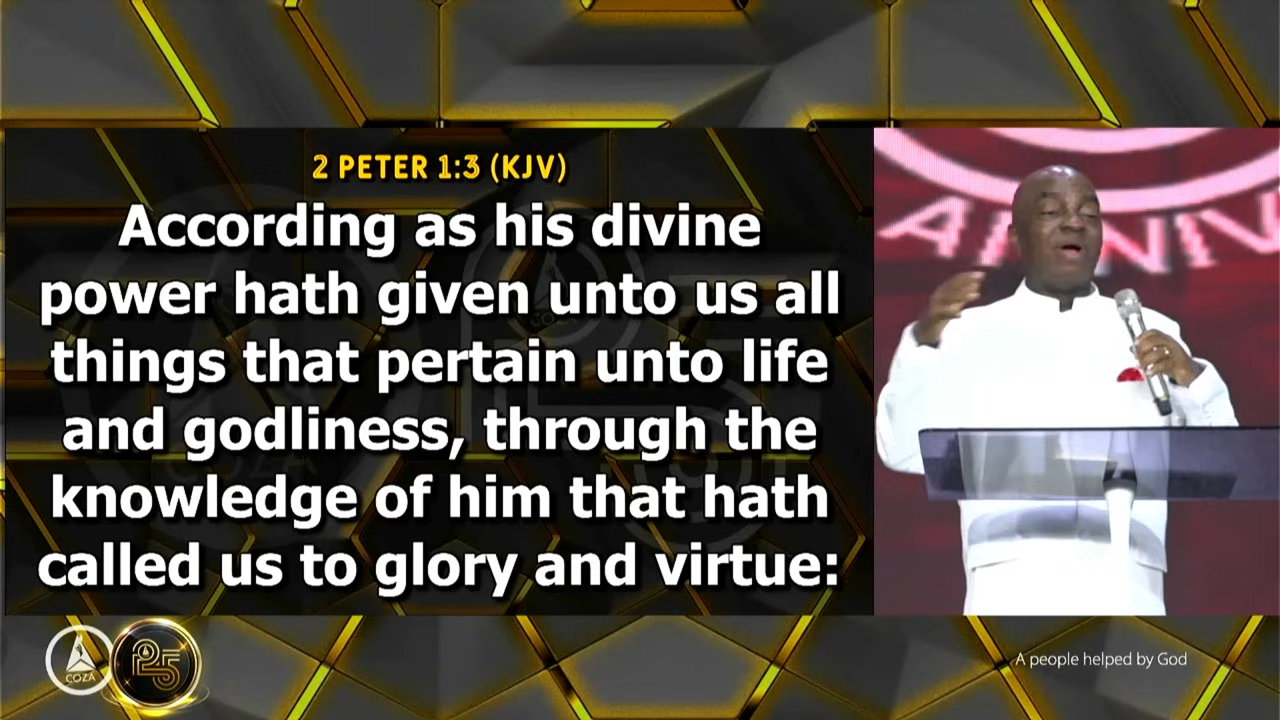 2 PETER 1:3 (KJV)
According as his divine
power hath given unto us all
things that pertain unto life
and godliness, through the
knowledge of him that hath
called us to glory and virtue:
ANNIV
COZA
25
A people helped by God